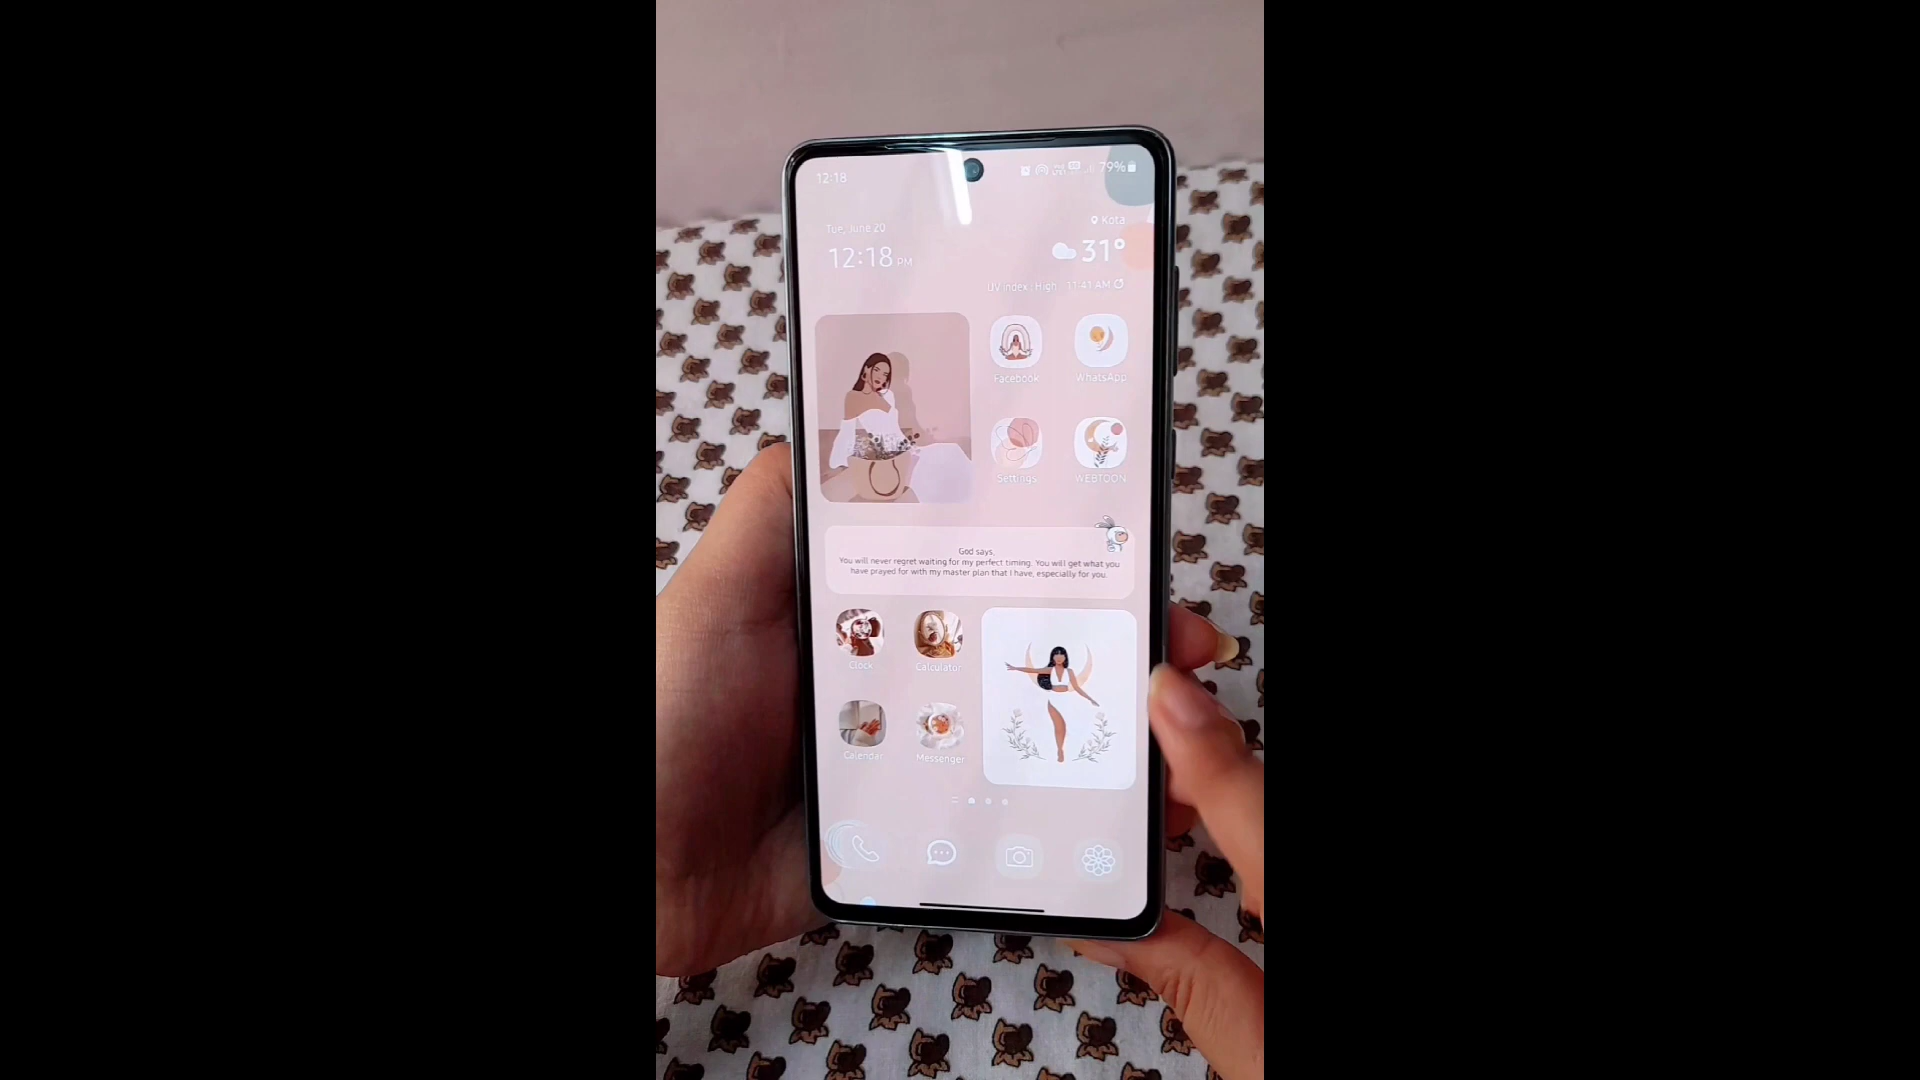 12:18
79%
Tue, June 20
12:18 PM
Kota
31°
UV index : High 11:41 AM
Facebook
WhatsApp
Settings
WEBTOON
God says,
You will never regret waiting for my perfect timing. You will get what you
have prayed for with my master plan that I have, especially for you.
Clock
Calculator
Calendar
Messenger